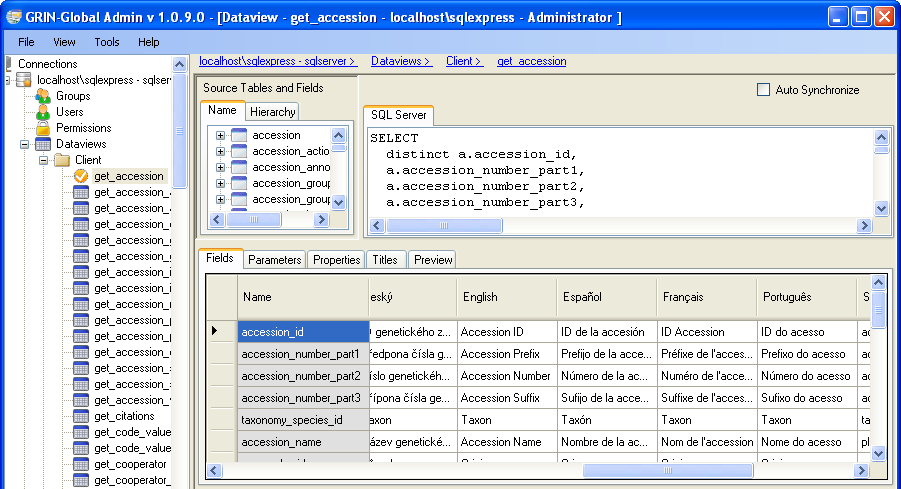 GRIN-Global Admin v 1.0.9.0 - [Dataview - get_accession - localhost\sqlexpress - Administrator ]
File View Tools Help
Connections
localhost\sqlexpress - sqlserv
Groups
Users
Permissions
Dataviews
Client
get_accession
get_accession_
get_accession_
get_accession_
get_accession_
get_accession_
get_accession_i
get_accession_i
get_accession_
get_accession_
get_accession_
get_accession_
get_accession_
get_accession_
get_accession_
get_citations
get_code_value
get_code_value
get_cooperator
get_cooperator_
localhost\sqlexpress - sqlserver > Dataviews > Client > get_accession
Source Tables and Fields
Name Hierarchy
accession
accession_actio
accession_anno
accession_group
accession_group
Auto Synchronize
SQL Server
SELECT
distinct a.accession_id,
a.accession_number_part1,
a.accession_number_part2,
a.accession_number_part3,
Fields Parameters Properties Titles Preview
Name eský English Español Français Português S
accession_id genetického z... Accession ID ID de la accesión ID Accession ID do acesso ac
accession_number_part1 ředpona čísla g... Accession Prefix Prefijo de la acce... Préfixe de l'acces... Prefixo do acesso ac
accession_number_part2 íslo genetickéh... Accession Number Número de la ac... Numéro de l'acce... Número do acesso ac
accession_number_part3 řípona čísla ge... Accession Suffix Sufijo de la acce... Suffixe de l'acces... Sufixo do acesso ac
taxonomy_species_id axon Taxon Taxón Taxon Taxon ta
accession_name ázev genetické... Accession Name Nombre de la acc... Nom de l'accession Nome do acesso pl